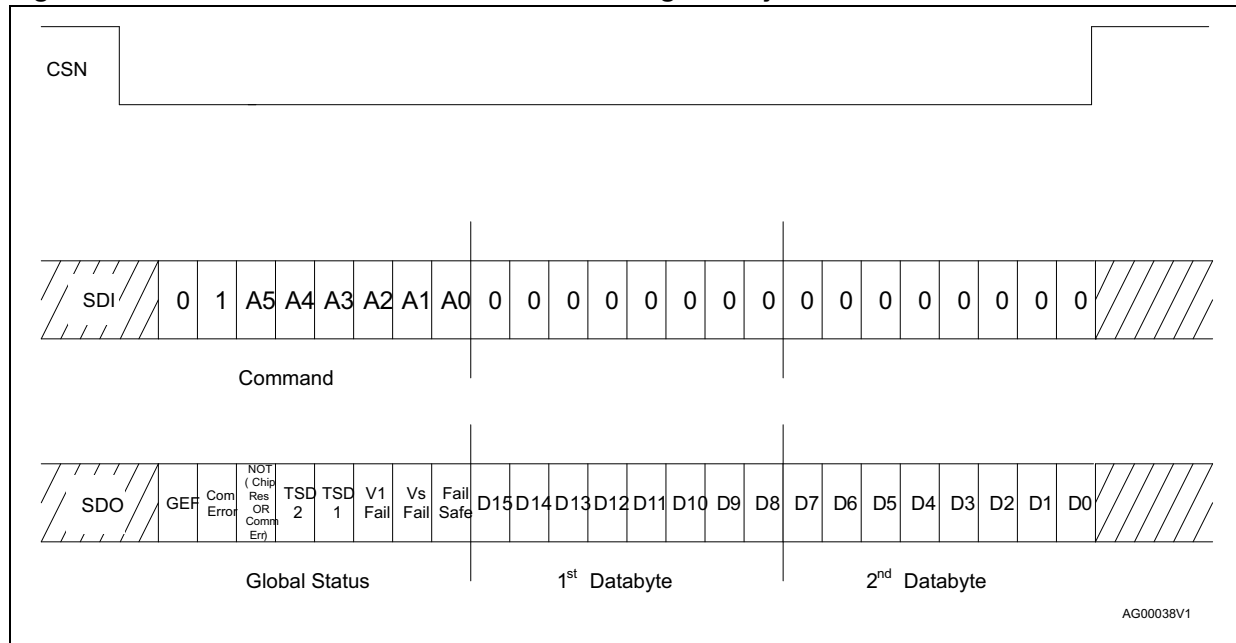 CSN
SDI 0 1 A5 A4 A3 A2 A1 A0 0 0 0 0 0 0 0 0 0 0 0 0 0 0 0 0
Command
SDO GEF Com Error NOT ( Chip Res OR Comm Err) TSD 2 TSD 1 V1 Fail Vs Fail Fail Safe D15 D14 D13 D12 D11 D10 D9 D8 D7 D6 D5 D4 D3 D2 D1 D0
Global Status 1st Databyte 2nd Databyte
AG00038V1